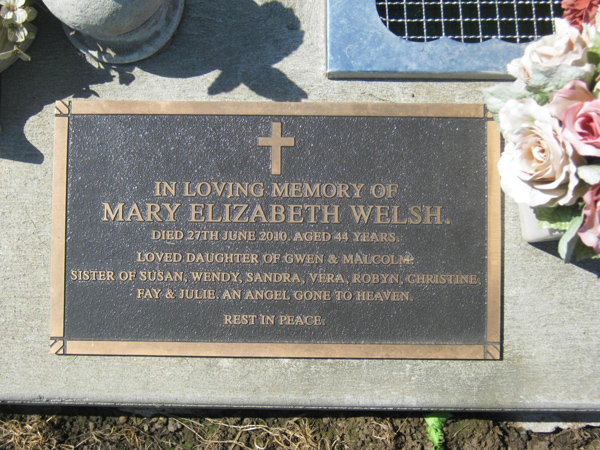 IN LOVING MEMORY OF
MARY ELIZABETH WELSH.
DIED 27TH JUNE 2010. AGED 44 YEARS.
LOVED DAUGHTER OF GWEN & MALCOLM.
SISTER OF SUSAN, WENDY, SANDRA, VERA, ROBYN, CHRISTINE,
FAY & JULIE. AN ANGEL GONE TO HEAVEN.
REST IN PEACE.